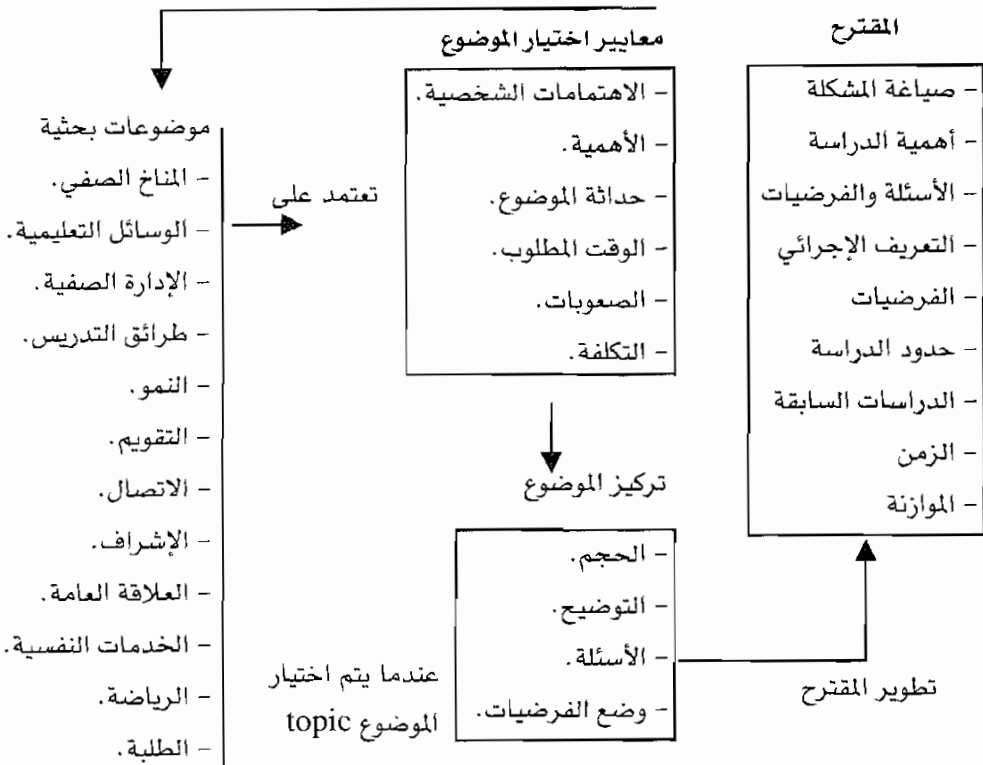 المقترح
- صياغة المشكلة
- أهمية الدراسة
- الأسئلة والفرضيات
- التعريف الإجرائي
- الفرضيات
- حدود الدراسة
- الدراسات السابقة
- الزمن
- الموازنة
تطوير المقترح
معايير اختيار الموضوع
- الاهتمامات الشخصية.
- الأهمية.
- حداثة الموضوع.
- الوقت المطلوب.
- الصعوبات.
- التكلفة.
تركيز الموضوع
- الحجم.
- التوضيح.
- الأسئلة.
- وضع الفرضيات.
تعتمد على
عندما يتم اختيار
الموضوع topic
موضوعات بحثية
- المناخ الصفي.
- الوسائل التعليمية.
- الإدارة الصفية.
- طرائق التدريس.
- النمو.
- التقويم.
- الاتصال.
- الإشراف.
- العلاقة العامة.
- الخدمات النفسية.
- الرياضة.
- الطلبة.